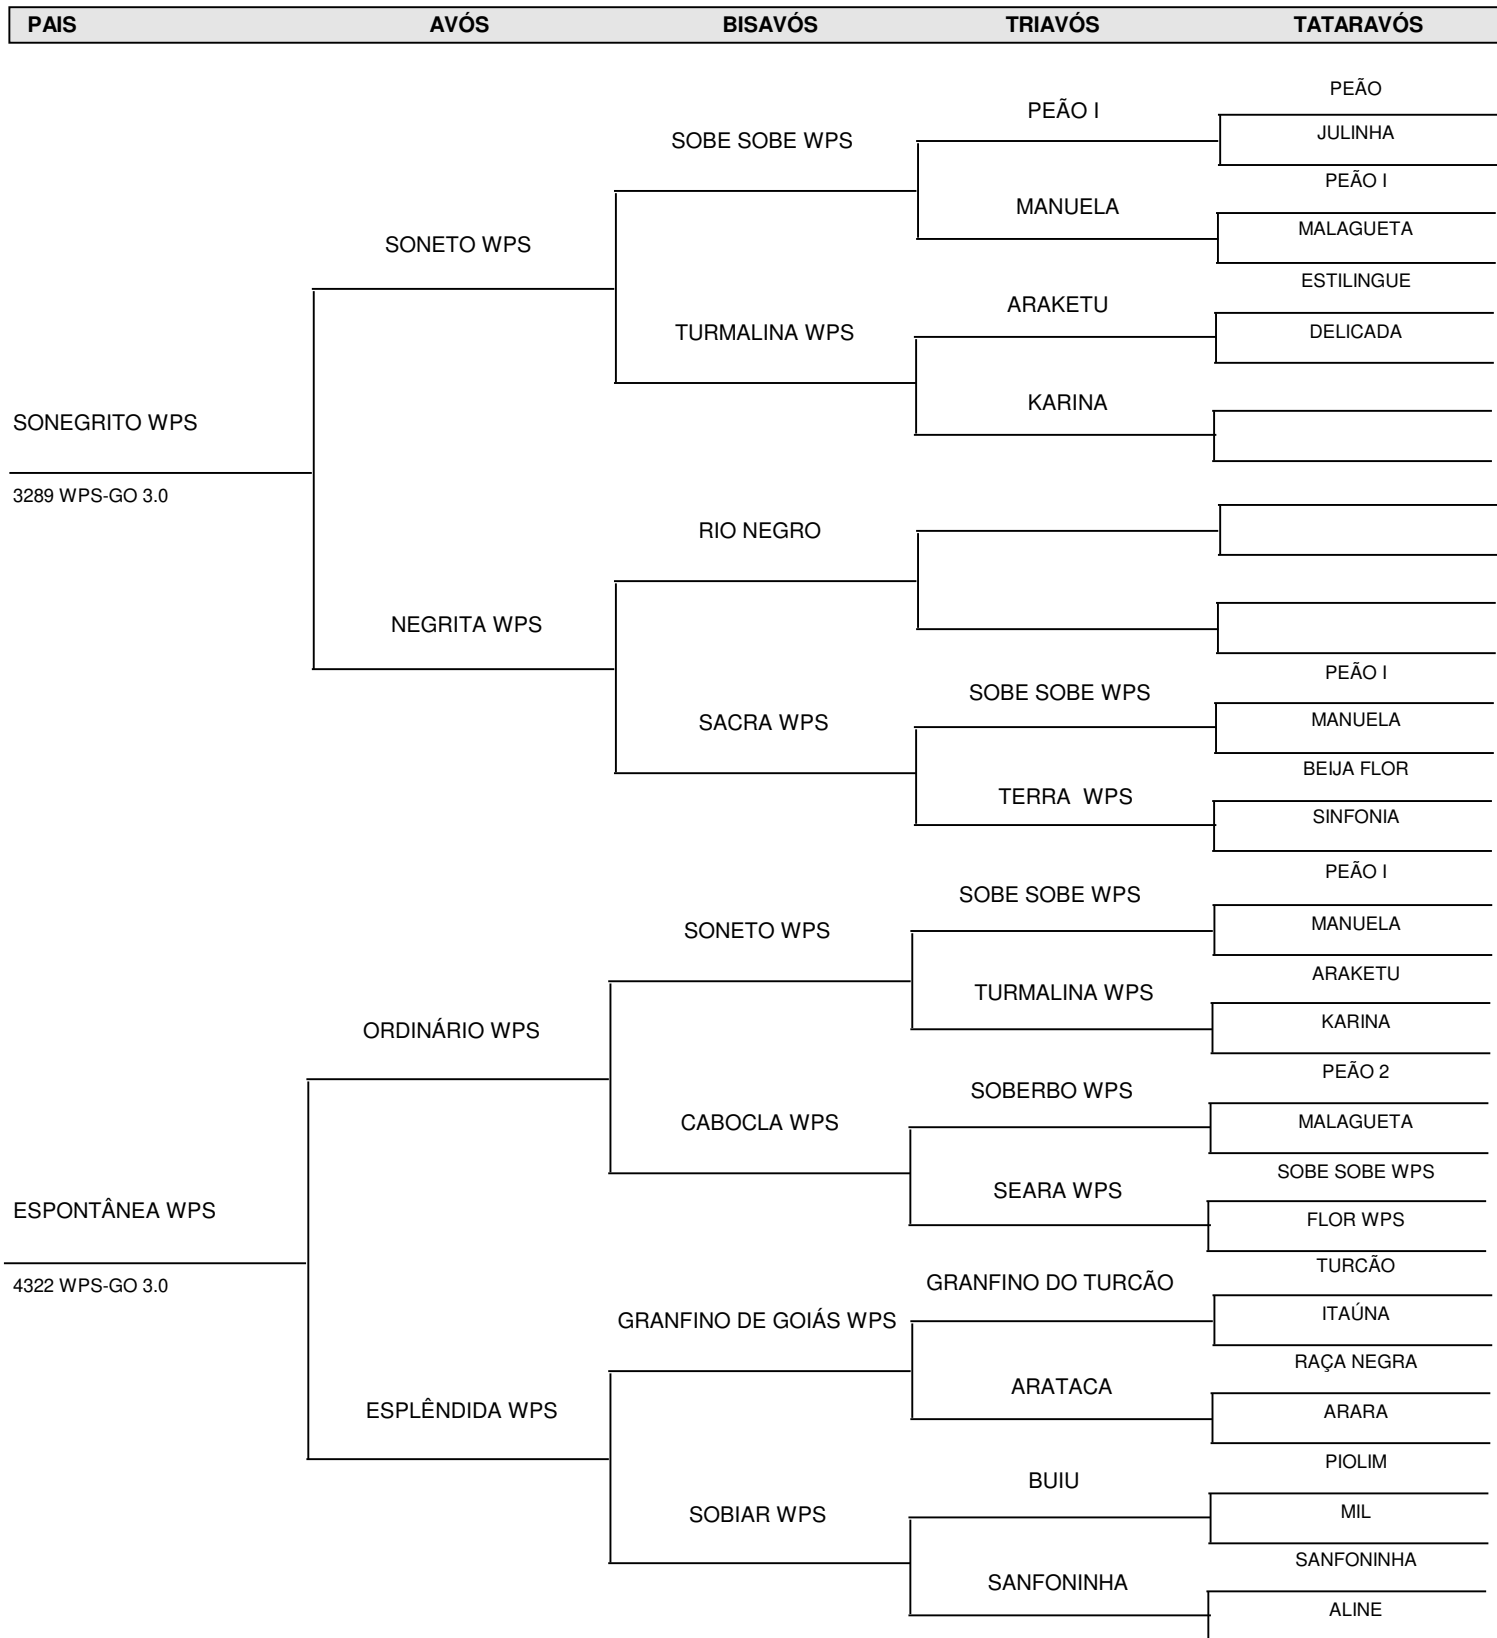 PAIS AVÓS BISAVÓS TRIAVÓS TATARAVÓS
PEÃO
PEÃO I
JULINHA
SOBE SOBE WPS
PEÃO I
MANUELA
MALAGUETA
SONETO WPS
ESTILINGUE
ARAKETU
DELICADA
TURMALINA WPS
KARINA
SONEGRITO WPS
3289 WPS-GO 3.0
RIO NEGRO
NEGRITA WPS
PEÃO I
SOBE SOBE WPS
MANUELA
SACRA WPS
BEIJA FLOR
TERRA WPS
SINFONIA
PEÃO I
SOBE SOBE WPS
MANUELA
SONETO WPS
ARAKETU
TURMALINA WPS
KARINA
ORDINÁRIO WPS
PEÃO 2
SOBERBO WPS
MALAGUETA
CABOCLA WPS
SOBE SOBE WPS
SEARA WPS
FLOR WPS
ESPONTÂNEA WPS
4322 WPS-GO 3.0
TURCÃO
GRANFINO DO TURCÃO
ITAÚNA
GRANFINO DE GOIÁS WPS
RAÇA NEGRA
ARATACA
ARARA
ESPLÊNDIDA WPS
PIOLIM
BUIU
MIL
SOBIAR WPS
SANFONINHA
SANFONINHA
ALINE